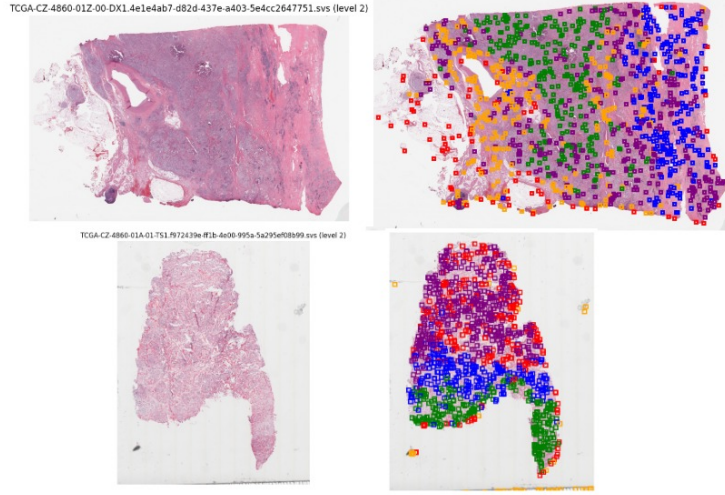 TCGA-CZ-4860-01Z-00-DX1.4e1e4ab7-d82d-437e-a403-5e4cc2647751.svs (level 2)
TCGA-CZ-4860-01A-01-TS1.f972439e-ff1b-4e00-995a-5a295ef08b99.svs (level 2)